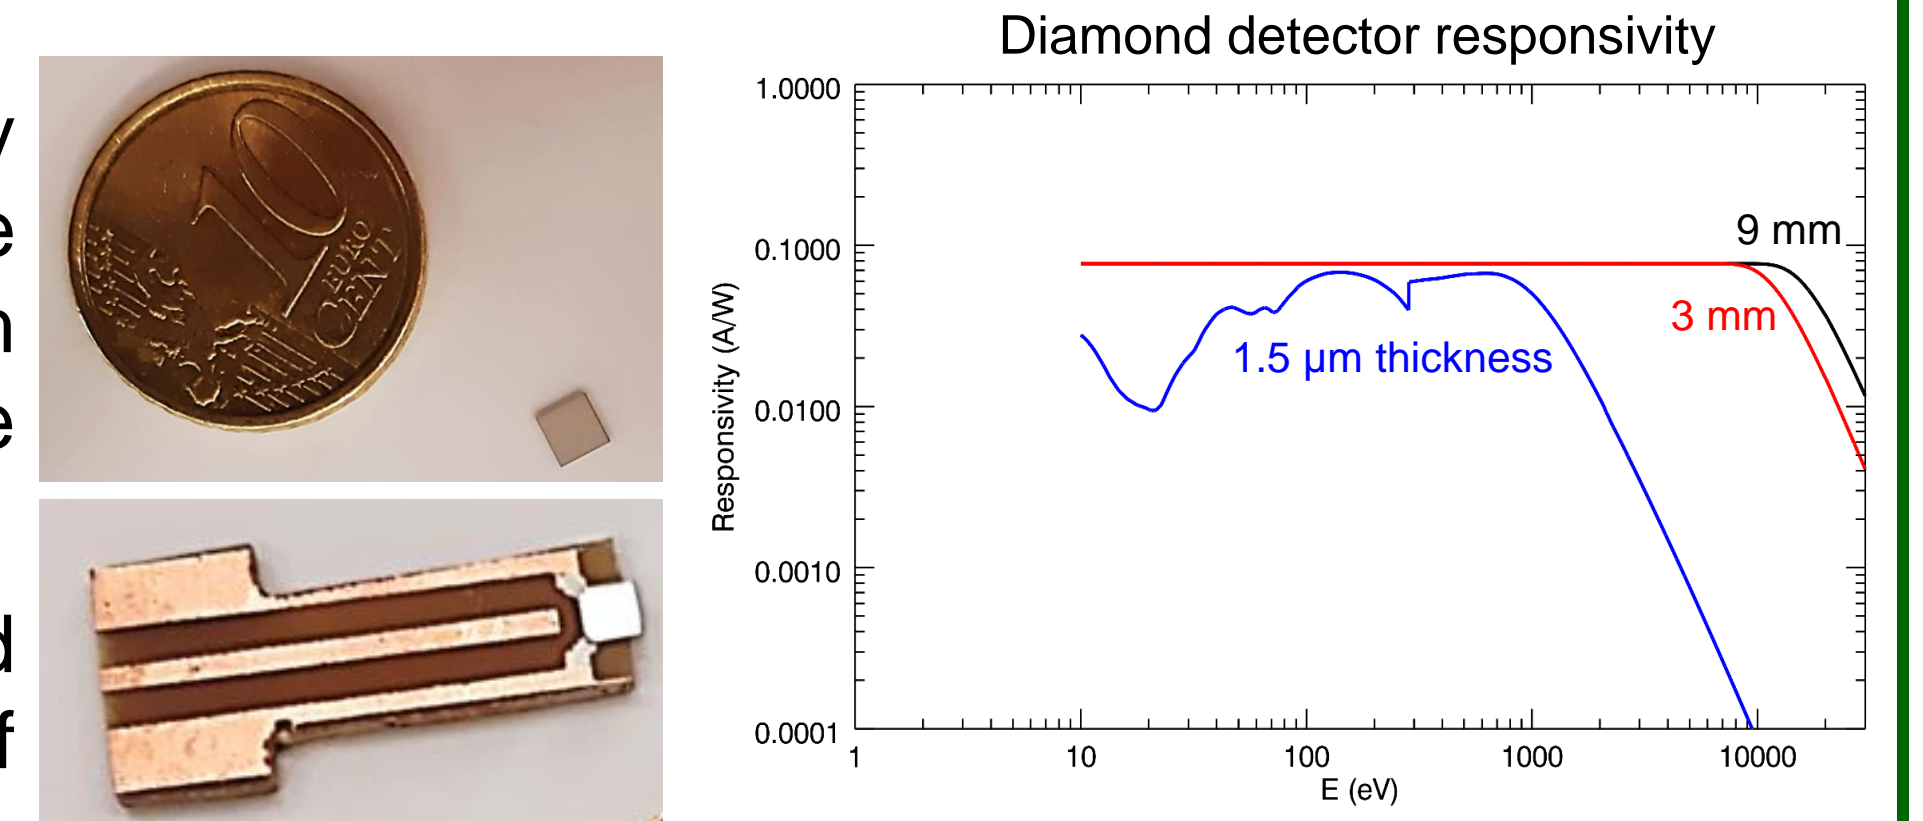 y
e
n
e
d
f
10
EURO
CENT
Diamond detector responsivity
1.0000
0.1000
0.0100
0.0010
0.0001
Responsivity (A/W)
9 mm
3 mm
1.5 µm thickness
1
10
100
1000
10000
E (eV)